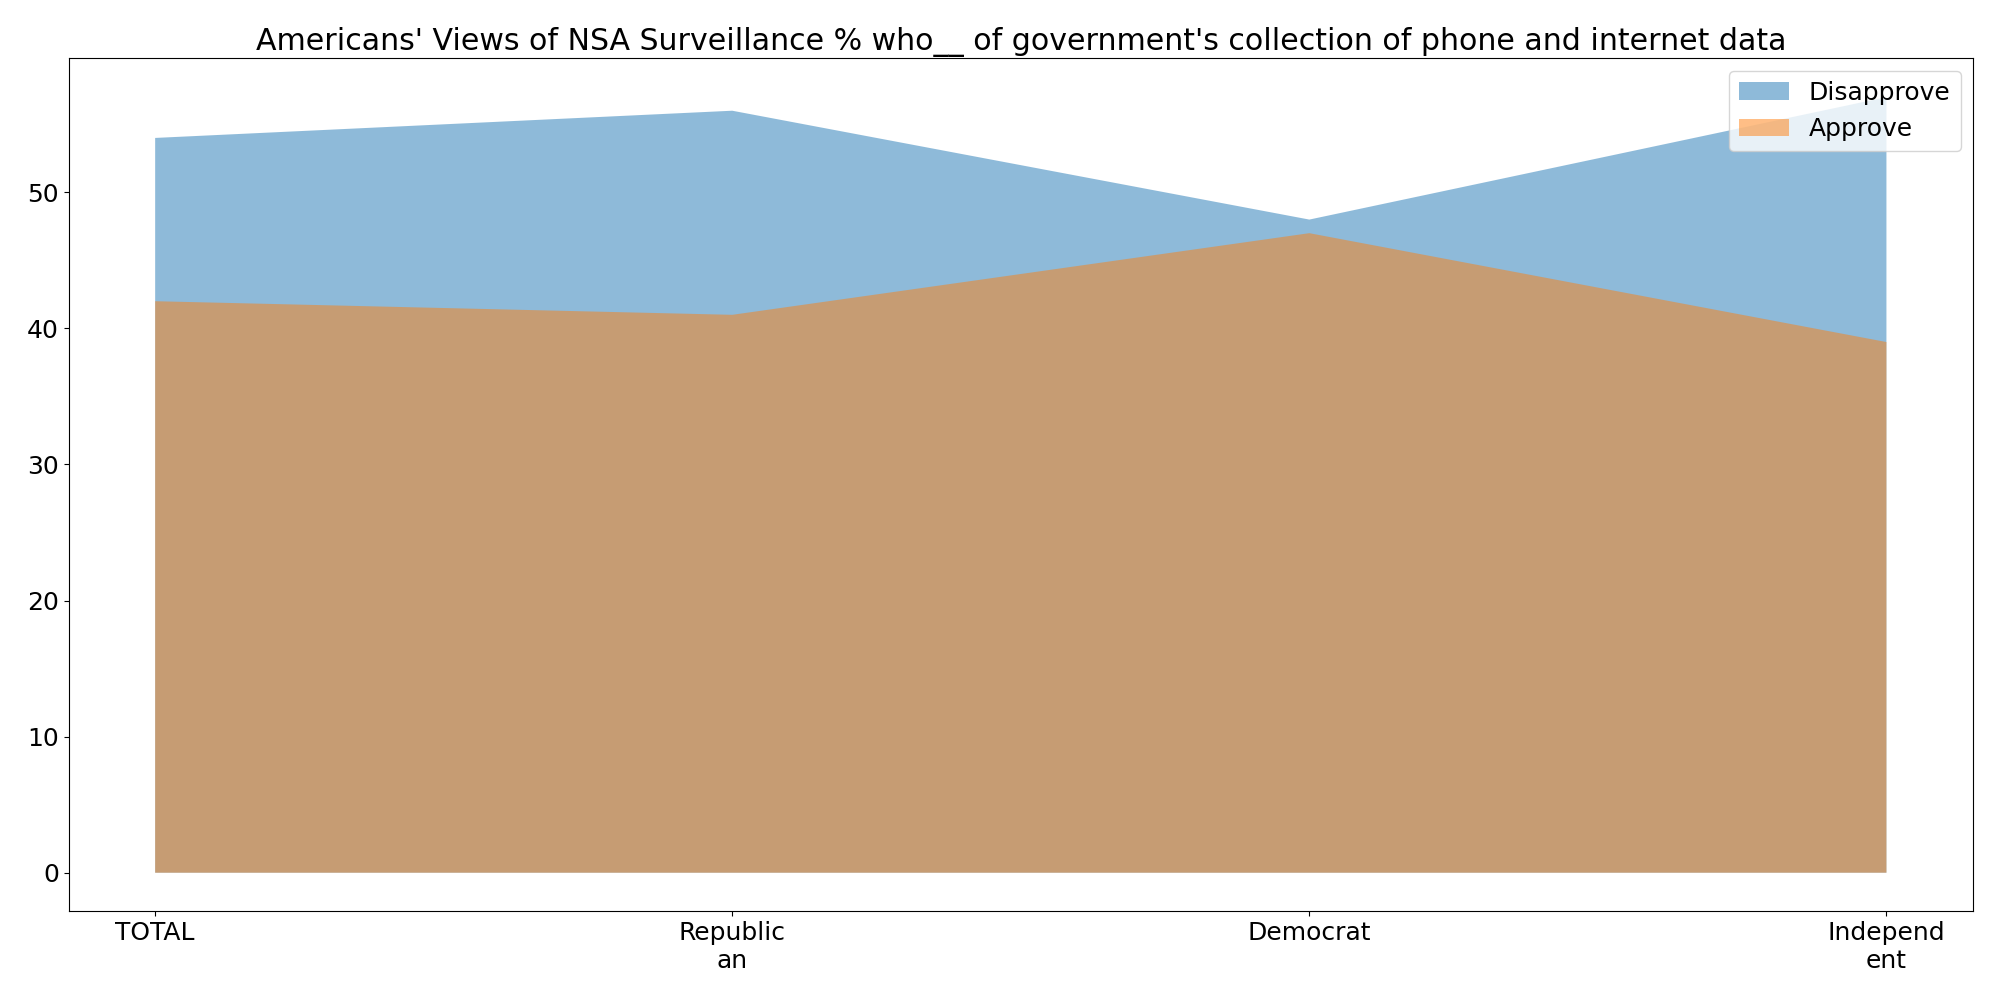 Americans' Views of NSA Surveillance % who__ of government's collection of phone and internet data
Disapprove
Approve
50
40
30
20
10
0
TOTAL
Republic
an
Democrat
Independ
ent